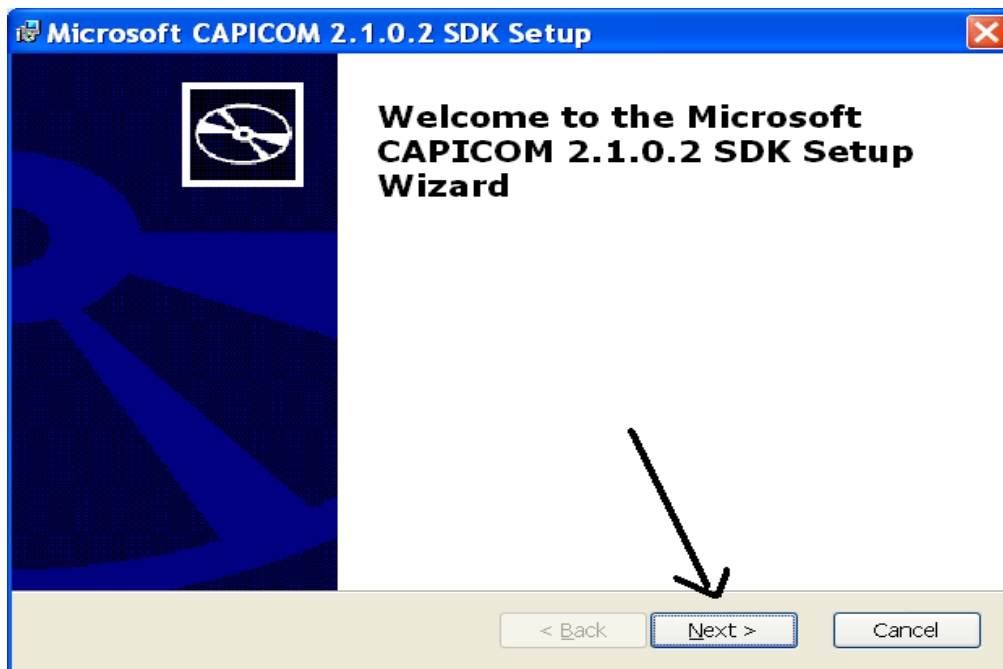 Microsoft CAPICOM 2.1.0.2 SDK Setup
Welcome to the Microsoft
CAPICOM 2.1.0.2 SDK Setup
Wizard
< Back
Next >
Cancel